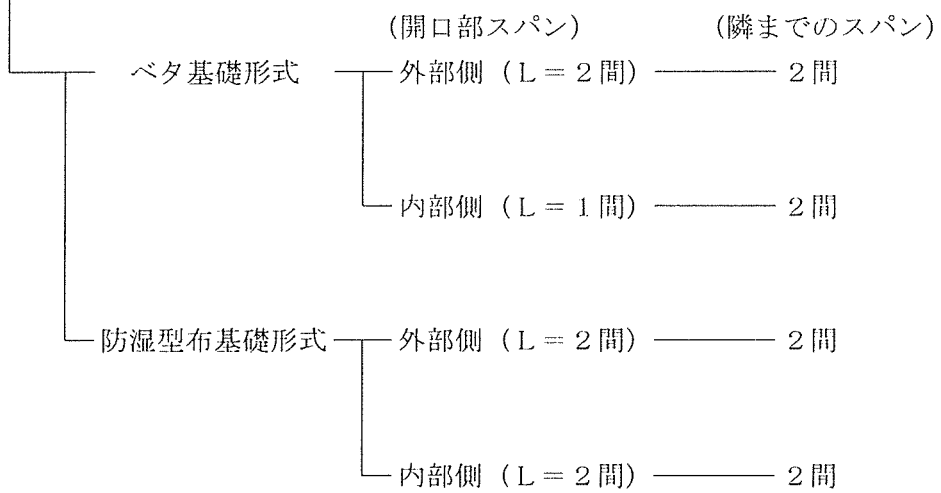 (開口部スパン) (隣までのスパン)
ベタ基礎形式 外部側 (L=2間) 2間
内部側 (L=1間) 2間
防湿型布基礎形式 外部側 (L=2間) 2間
内部側 (L=2間) 2間